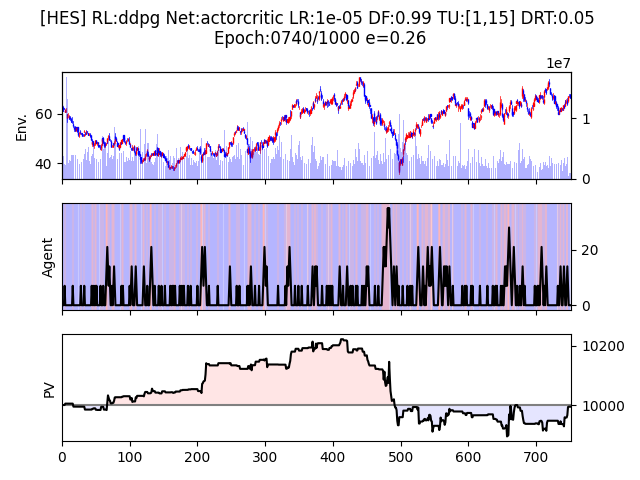 [HES] RL:ddpg Net:actorcritic LR:1e-05 DF:0.99 TU:[1,15] DRT:0.05
Epoch:0740/1000 e=0.26
1e7
Env.
60
40
1
0
Agent
20
0
PV
10200
10000
0 100 200 300 400 500 600 700